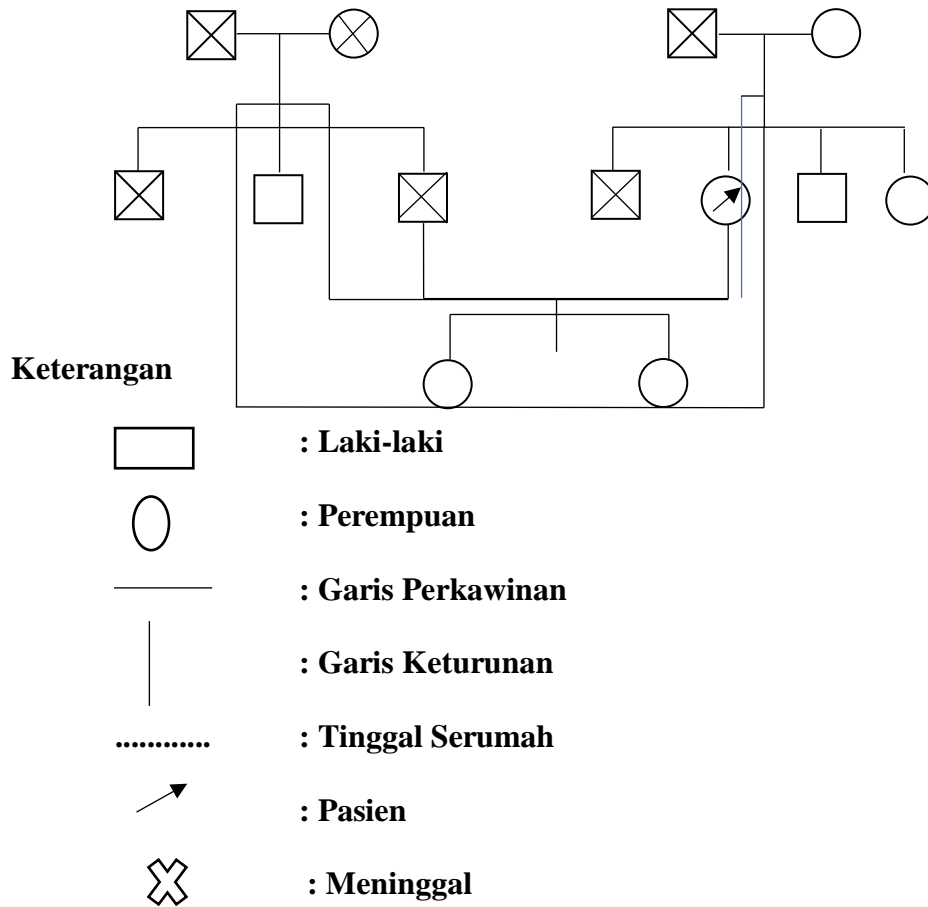 Keterangan
: Laki-laki
: Perempuan
: Garis Perkawinan
: Garis Keturunan
: Tinggal Serumah
: Pasien
: Meninggal